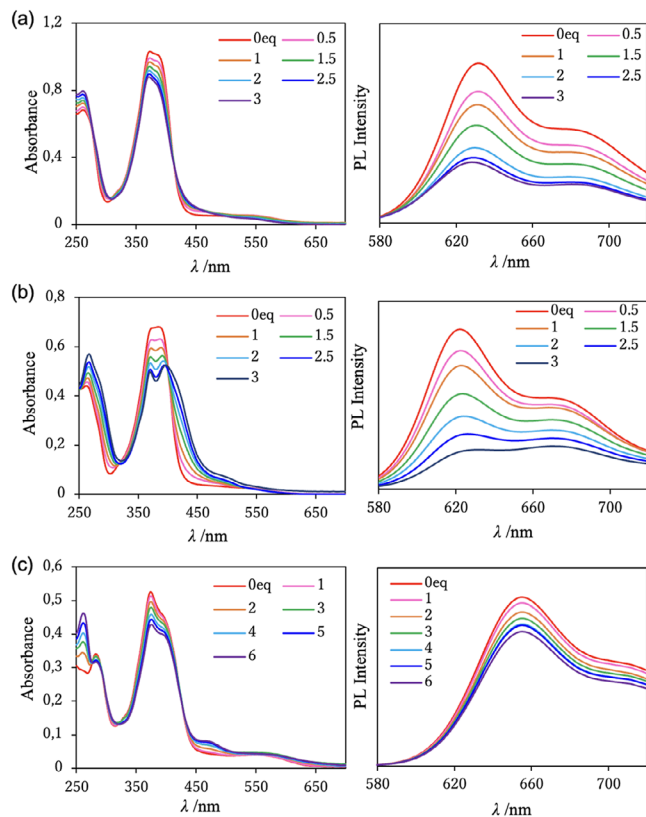 (a)
1,2
0,8
0,4
0
Absorbance
0eq 0.5
1 1.5
2 2.5
3
250 350 450 550 650
λ /nm
PL Intensity
0eq 0.5
1 1.5
2 2.5
3
580 620 660 700
λ /nm
(b)
0,8
0,6
0,4
0,2
0
Absorbance
0eq 0.5
1 1.5
2 2.5
3
250 350 450 550 650
λ /nm
PL Intensity
0eq 0.5
1 1.5
2 2.5
3
580 620 660 700
λ /nm
(c)
0,6
0,5
0,4
0,3
0,2
0,1
0
Absorbance
0eq 1
2 3
4 5
6
250 350 450 550 650
λ /nm
PL Intensity
0eq
1
2
3
4
5
6
580 620 660 700
λ /nm